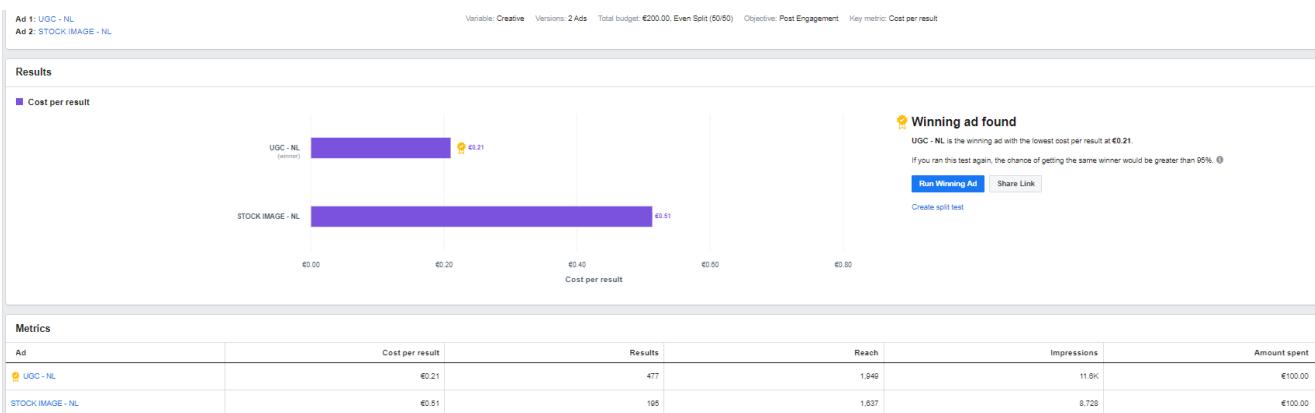 Ad 1: UGC - NL
Ad 2: STOCK IMAGE - NL
Variable: Creative Versions: 2 Ads Total budget: €200.00, Even Split (50/50) Objective: Post Engagement Key metric: Cost per result
Results
Cost per result
UGC - NL
(winner)
€0.21
STOCK IMAGE - NL
€0.51
€0.00 €0.20 €0.40 €0.60 €0.80
Cost per result
Winning ad found
UGC - NL is the winning ad with the lowest cost per result at €0.21.
If you ran this test again, the chance of getting the same winner would be greater than 95%.
Run Winning Ad Share Link
Create split test
Metrics
Ad Cost per result Results Reach Impressions Amount spent
UGC - NL €0.21 477 1,949 11.6K €100.00
STOCK IMAGE - NL €0.51 195 1,637 8,728 €100.00